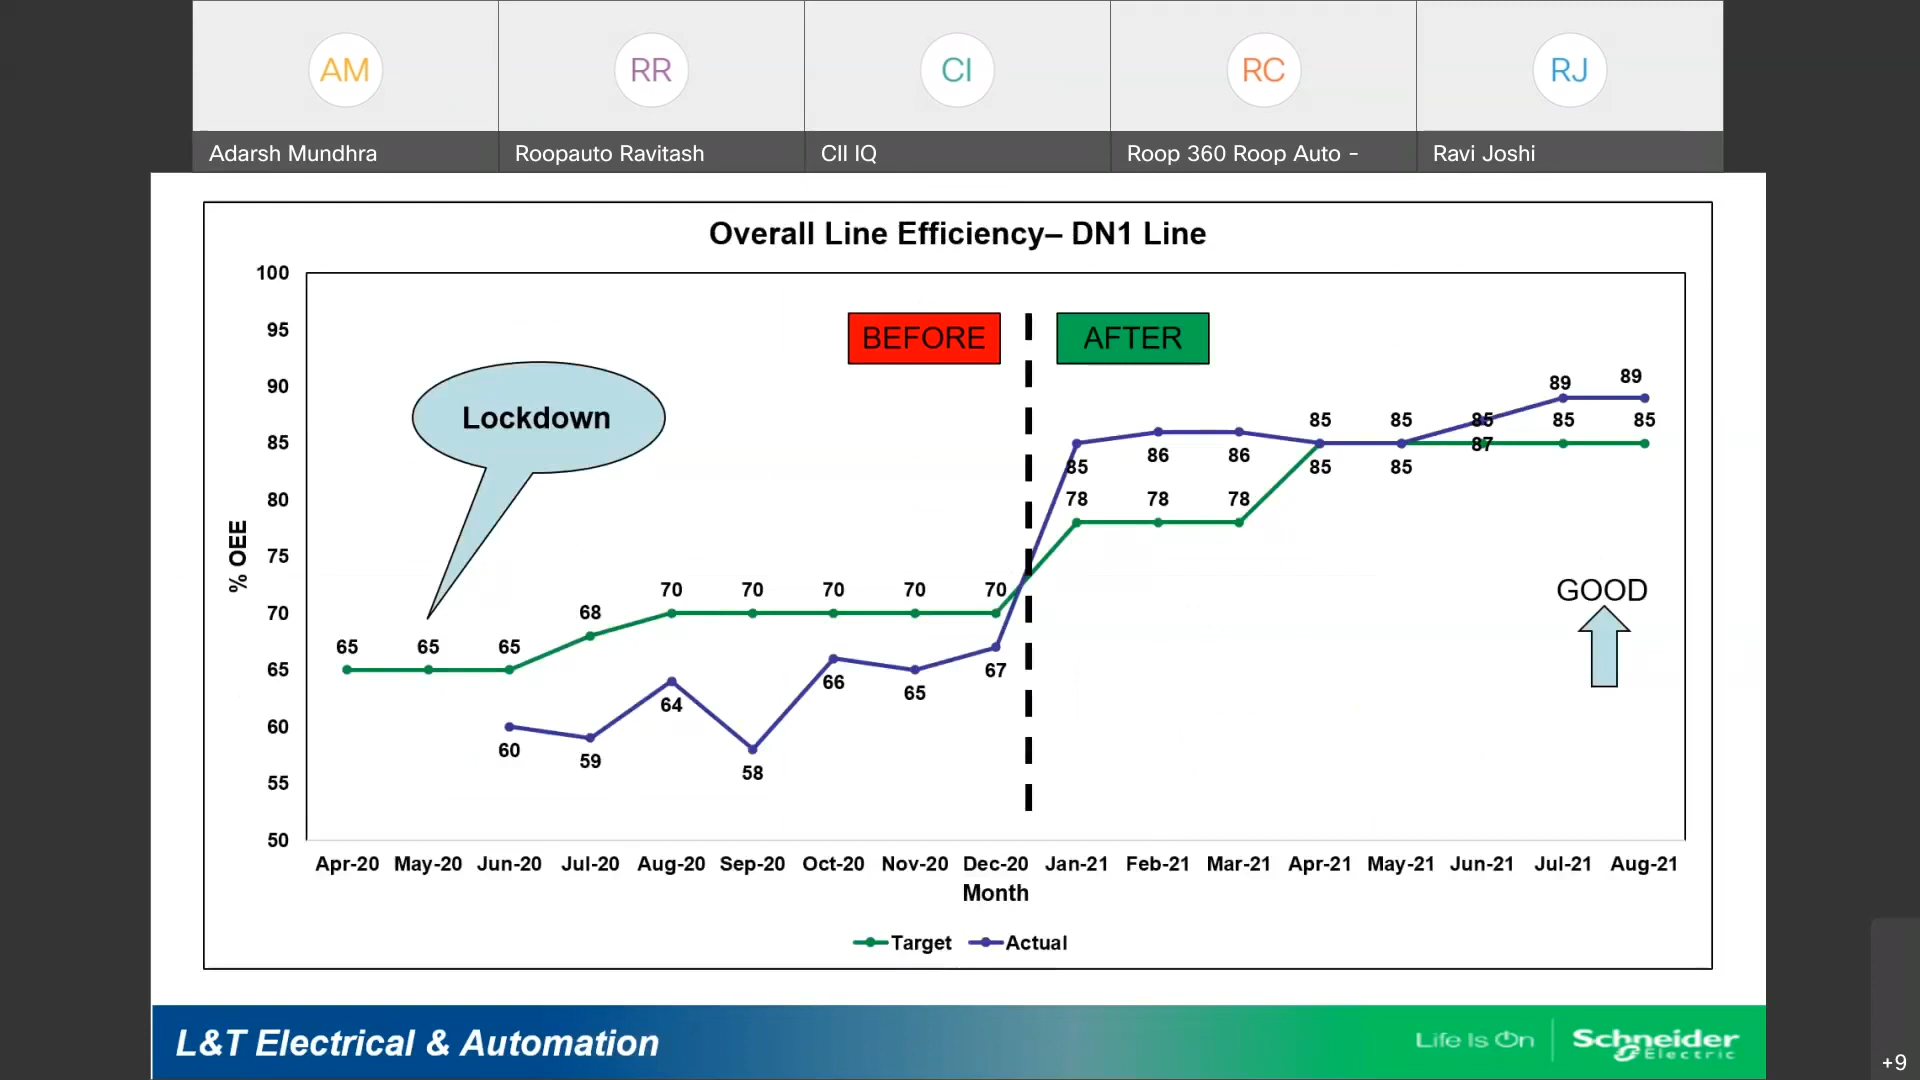 AM RR CI RC RJ
Adarsh Mundhra Roopauto Ravitash CII IQ Roop 360 Roop Auto - Ravi Joshi
Overall Line Efficiency– DN1 Line
100
95
BEFORE AFTER
90
89 89
Lockdown
85 85 85 85 85
85
87
85 86 86 85 85
80
78 78 78
% OEE
75
70 70 70 70 70
GOOD
70
68
65 65 65
65
67
66
65
64
60
60
59
58
55
50
Apr-20 May-20 Jun-20 Jul-20 Aug-20 Sep-20 Oct-20 Nov-20 Dec-20 Jan-21 Feb-21 Mar-21 Apr-21 May-21 Jun-21 Jul-21 Aug-21
Month
Target Actual
L&T Electrical & Automation
Life Is On
Schneider
Electric
+9